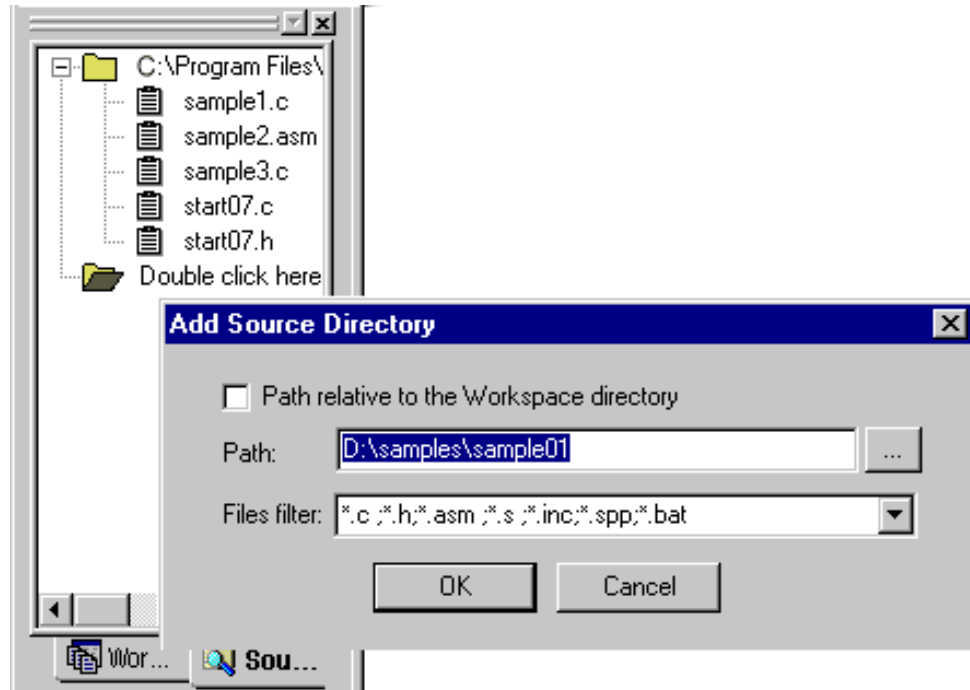 C:\Program Files\
sample1.c
sample2.asm
sample3.c
start07.c
start07.h
Double click here
Add Source Directory
Path relative to the Workspace directory
Path: D:\samples\sample01 ...
Files filter: *.c ;*.h;*.asm ;*.s ;*.inc;*.spp;*.bat
OK Cancel
Wor... Sou...